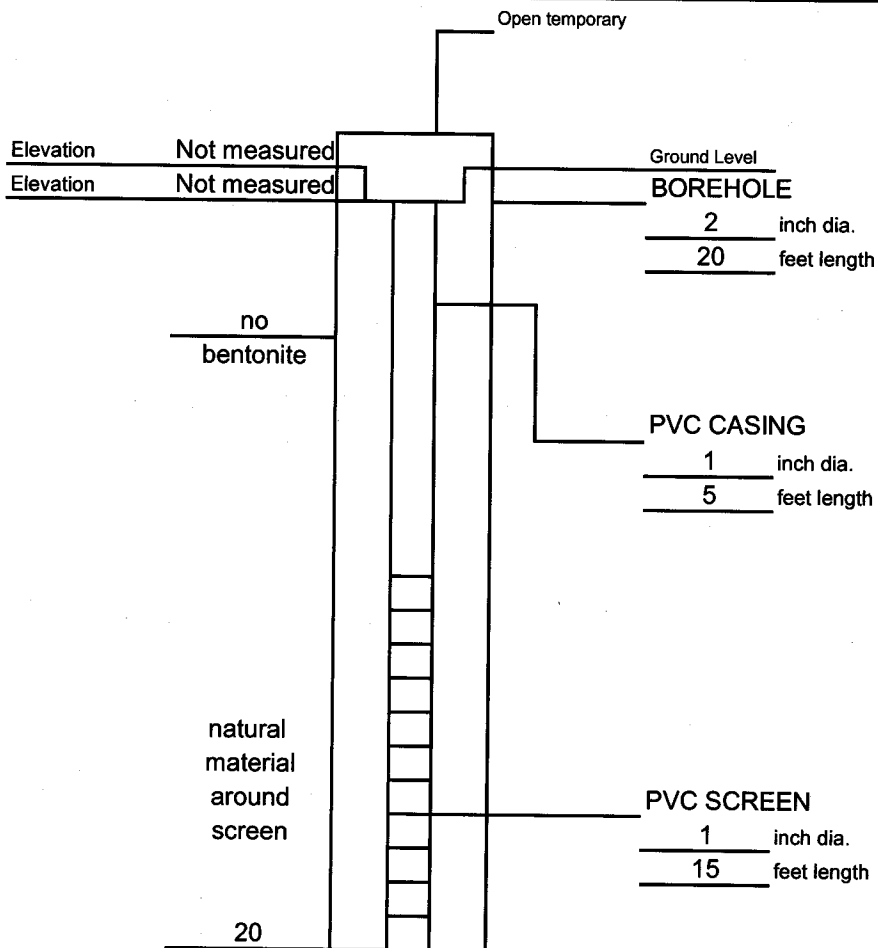 Open temporary
Elevation Not measured
Ground Level
Elevation Not measured
BOREHOLE
2 inch dia.
20 feet length
no
bentonite
PVC CASING
1 inch dia.
5 feet length
natural
material
around
screen
PVC SCREEN
1 inch dia.
15 feet length
20